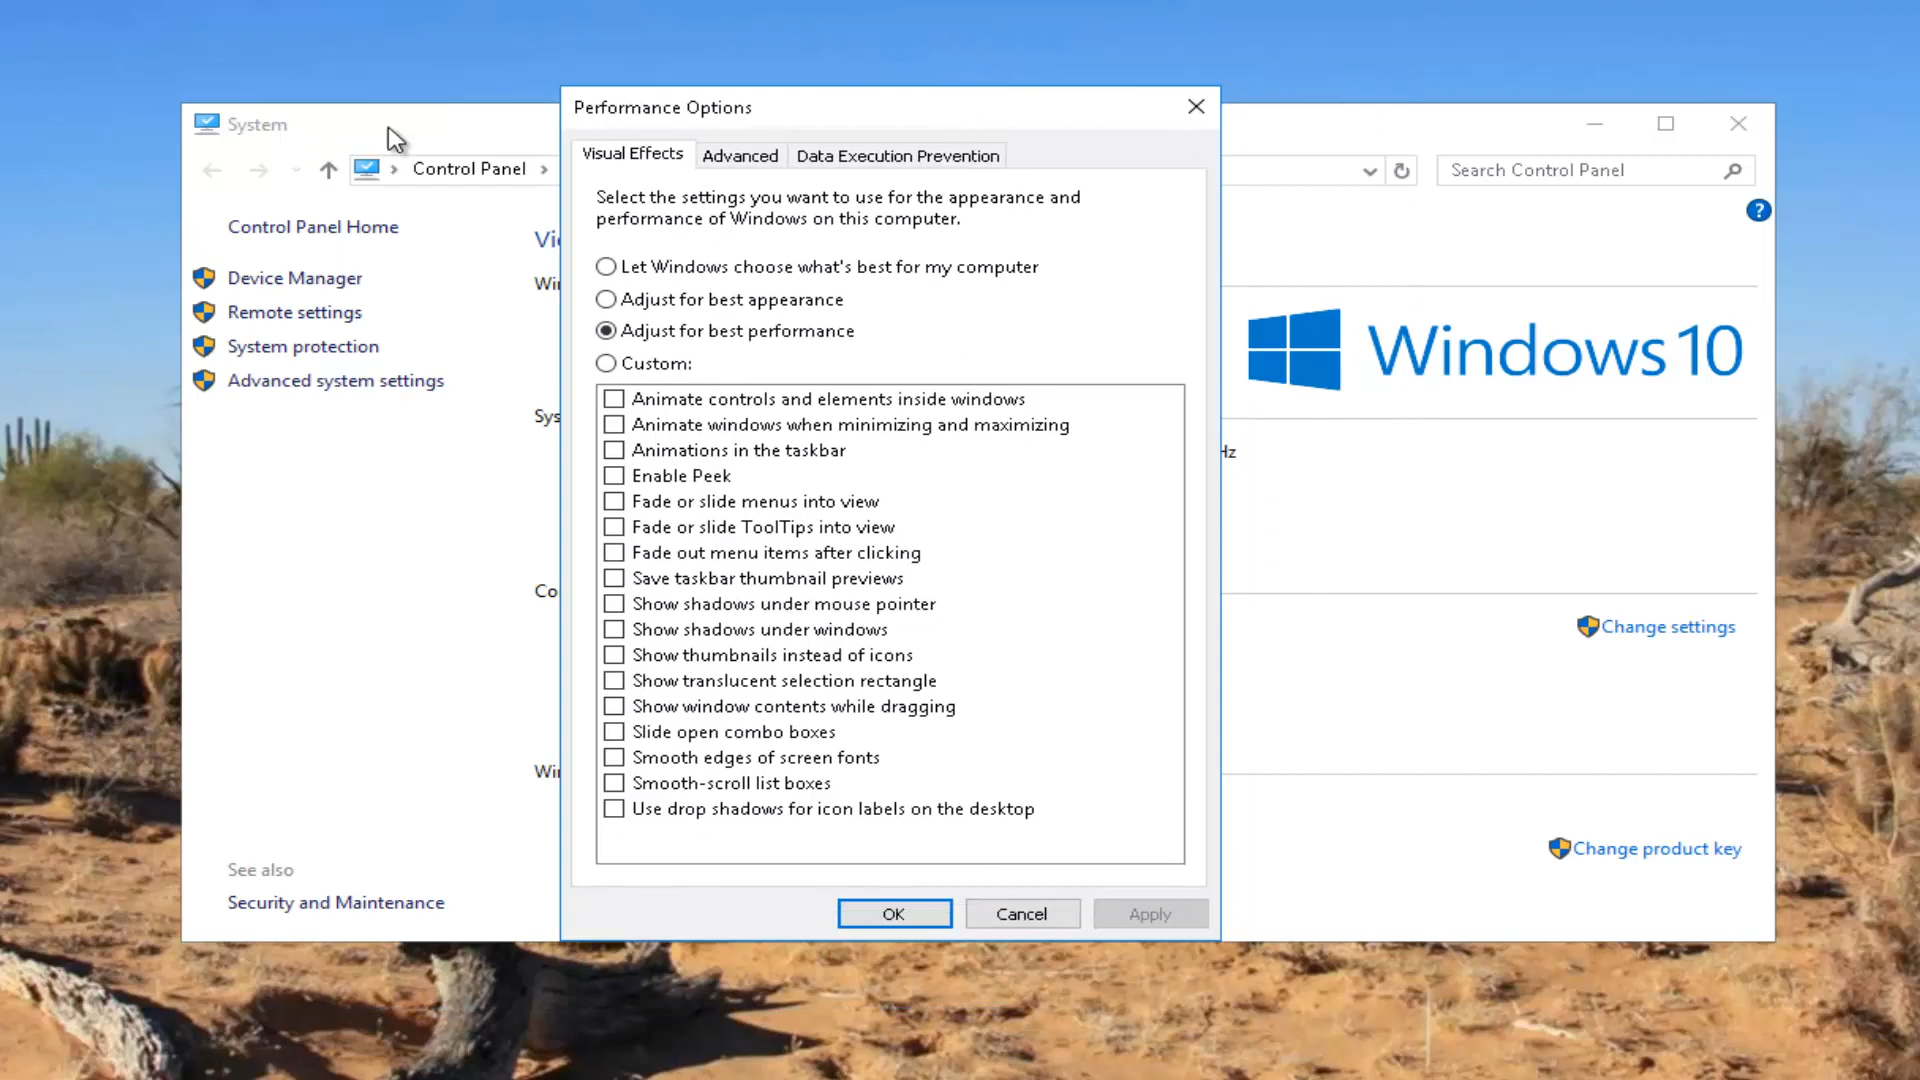 System
Control Panel
Search Control Panel
Control Panel Home
Device Manager
Remote settings
System protection
Advanced system settings
See also
Security and Maintenance
Performance Options
Visual Effects
Advanced
Data Execution Prevention
Select the settings you want to use for the appearance and
performance of Windows on this computer.
Let Windows choose what's best for my computer
Adjust for best appearance
Adjust for best performance
Custom:
Animate controls and elements inside windows
Animate windows when minimizing and maximizing
Animations in the taskbar
Enable Peek
Fade or slide menus into view
Fade or slide ToolTips into view
Fade out menu items after clicking
Save taskbar thumbnail previews
Show shadows under mouse pointer
Show shadows under windows
Show thumbnails instead of icons
Show translucent selection rectangle
Show window contents while dragging
Slide open combo boxes
Smooth edges of screen fonts
Smooth-scroll list boxes
Use drop shadows for icon labels on the desktop
OK
Cancel
Apply
?
Windows 10
Change settings
Change product key